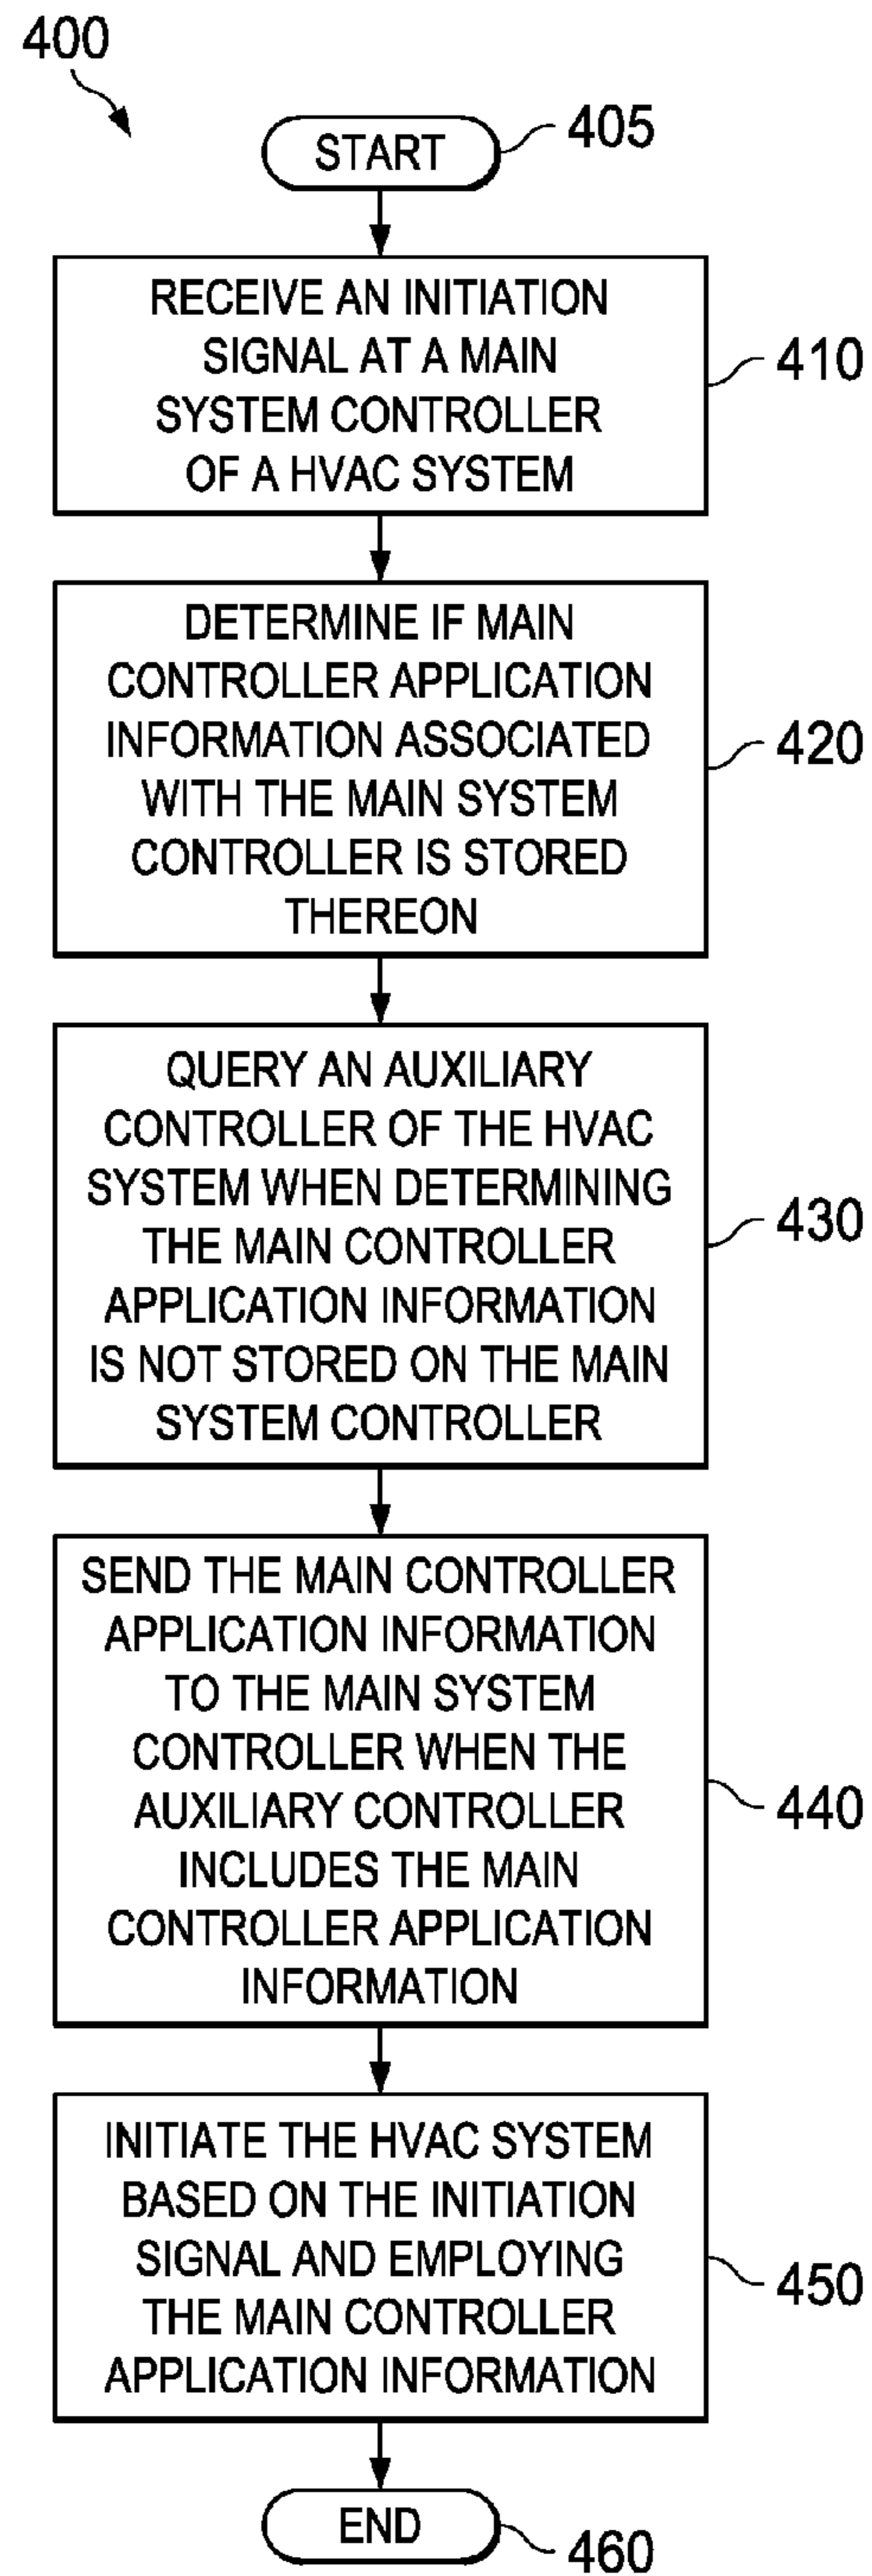 400
START
405
RECEIVE AN INITIATION
SIGNAL AT A MAIN
SYSTEM CONTROLLER
OF A HVAC SYSTEM
410
DETERMINE IF MAIN
CONTROLLER APPLICATION
INFORMATION ASSOCIATED
WITH THE MAIN SYSTEM
CONTROLLER IS STORED
THEREON
420
QUERY AN AUXILIARY
CONTROLLER OF THE HVAC
SYSTEM WHEN DETERMINING
THE MAIN CONTROLLER
APPLICATION INFORMATION
IS NOT STORED ON THE MAIN
SYSTEM CONTROLLER
430
SEND THE MAIN CONTROLLER
APPLICATION INFORMATION
TO THE MAIN SYSTEM
CONTROLLER WHEN THE
AUXILIARY CONTROLLER
INCLUDES THE MAIN
CONTROLLER APPLICATION
INFORMATION
440
INITIATE THE HVAC SYSTEM
BASED ON THE INITIATION
SIGNAL AND EMPLOYING
THE MAIN CONTROLLER
APPLICATION INFORMATION
450
END
460